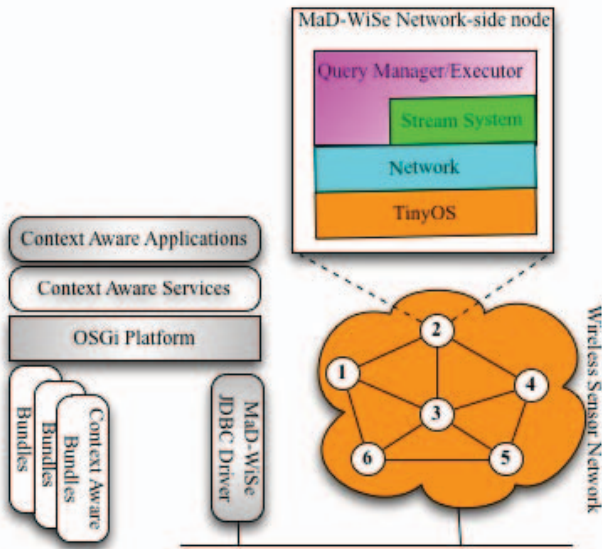 MaD-WiSe Network-side node
Query Manager/Executor
Stream System
Network
TinyOS
Context Aware Applications
Context Aware Services
OSGi Platform
Bundles
Bundles
Context Aware
Bundles
MaD-WiSe
JDBC Driver
1
2
3
4
5
6
Wireless Sensor Network